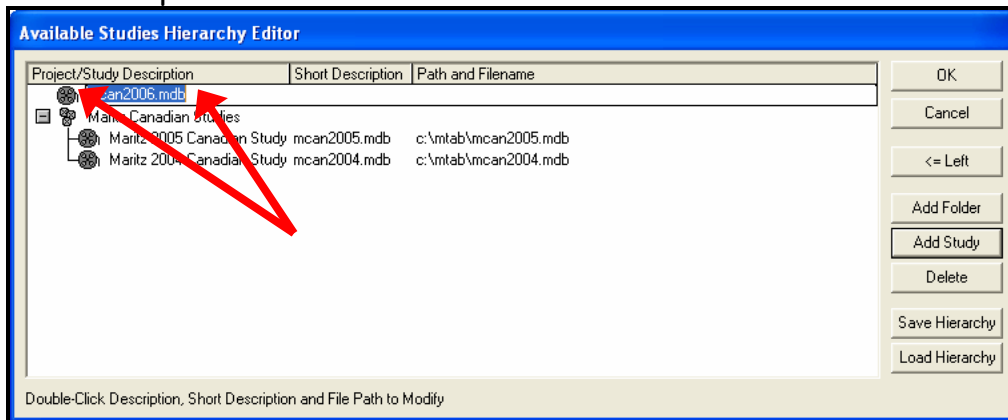 Available Studies Hierarchy Editor
Project/Study Descirption Short Description Path and Filename
can2006.mdb
Maritz Canadian Studies
Maritz 2005 Canadian Study mcan2005.mdb c:\mtab\mcan2005.mdb
Maritz 2004 Canadian Study mcan2004.mdb c:\mtab\mcan2004.mdb
OK
Cancel
<= Left
Add Folder
Add Study
Delete
Save Hierarchy
Load Hierarchy
Double-Click Description, Short Description and File Path to Modify